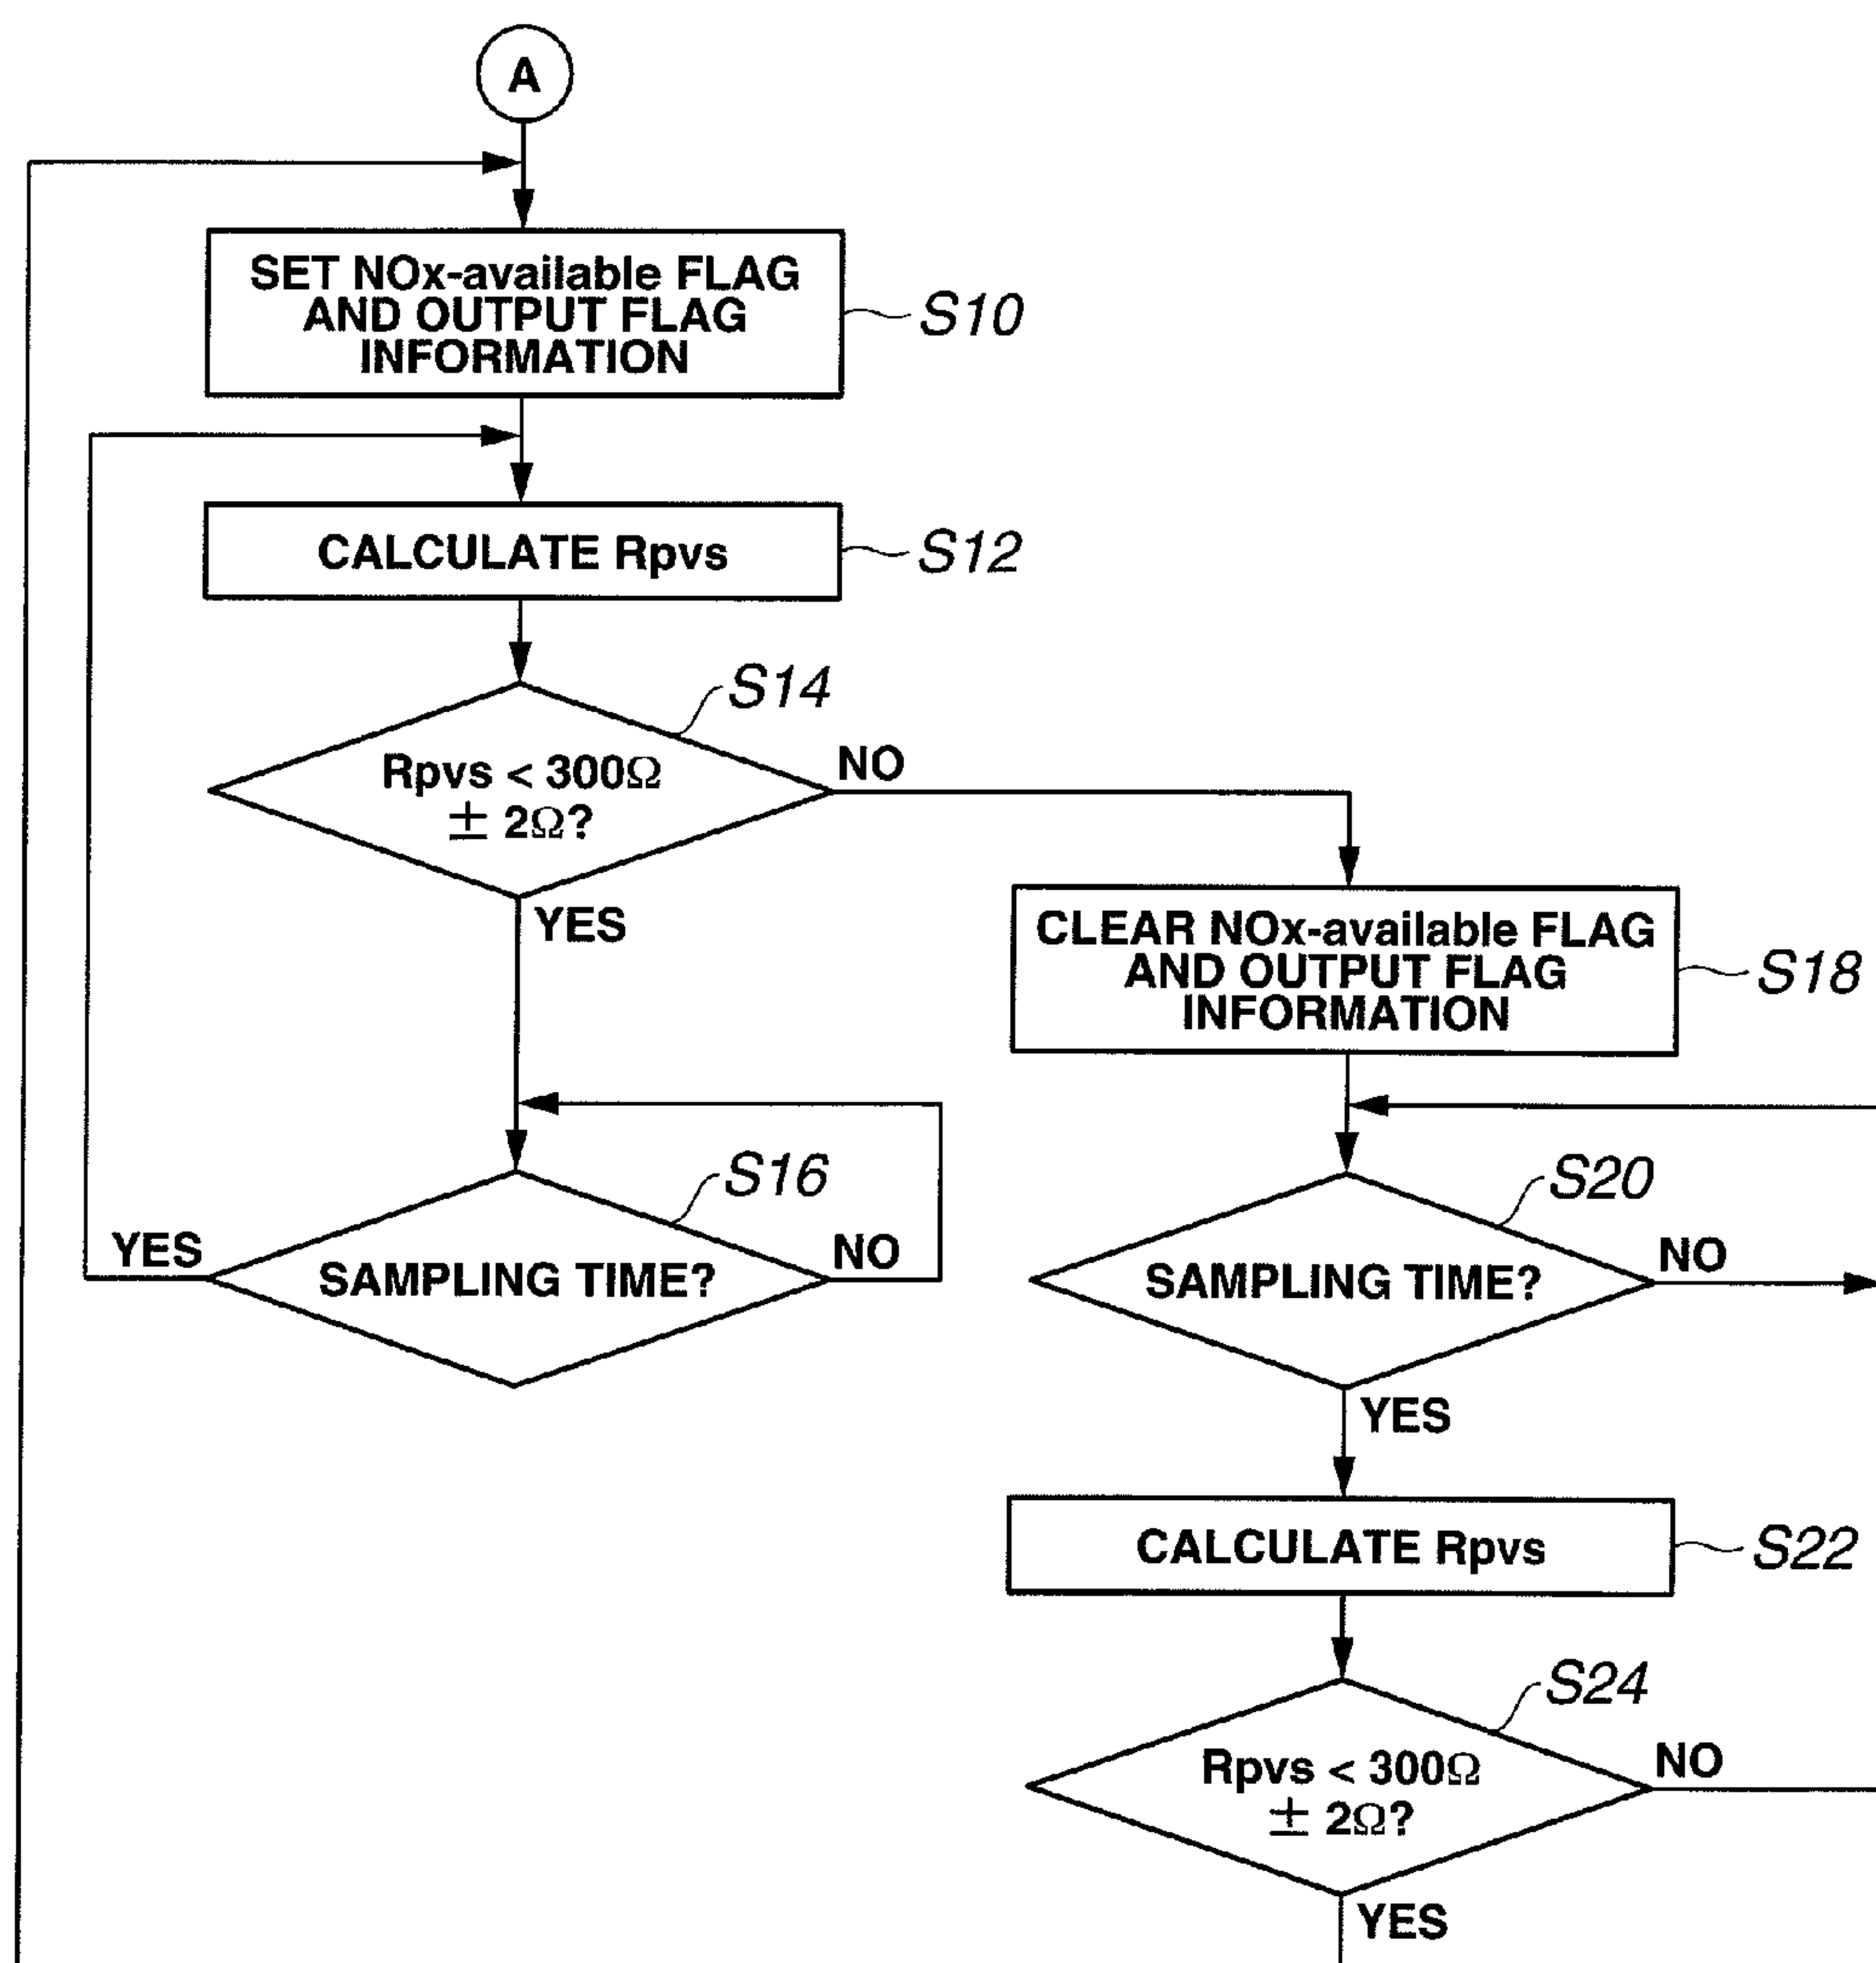 A
SET NOx-available FLAG
AND OUTPUT FLAG
INFORMATION
S10
CALCULATE Rpvs
S12
S14
Rpvs < 300Ω
± 2Ω?
NO
YES
CLEAR NOx-available FLAG
AND OUTPUT FLAG
INFORMATION
S18
S16
SAMPLING TIME?
YES
NO
S20
SAMPLING TIME?
NO
YES
CALCULATE Rpvs
S22
S24
Rpvs < 300Ω
± 2Ω?
NO
YES